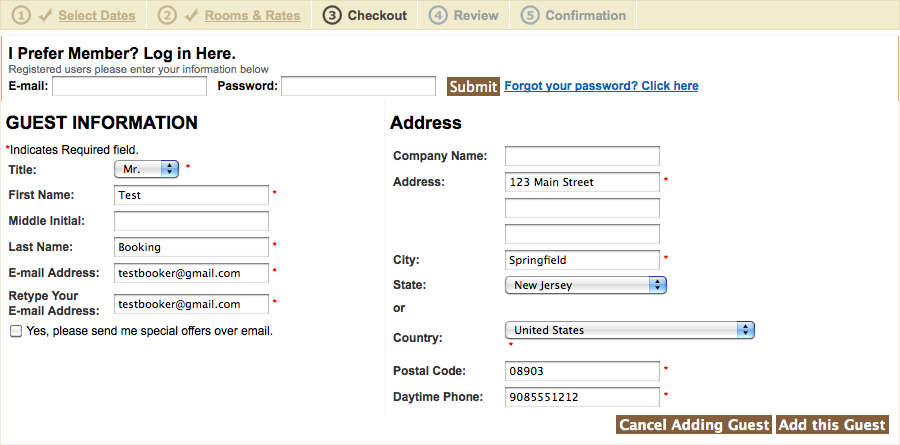 1 Select Dates 2 Rooms & Rates 3 Checkout 4 Review 5 Confirmation
I Prefer Member? Log in Here.
Registered users please enter your information below
E-mail: Password: Submit Forgot your password? Click here
GUEST INFORMATION
*Indicates Required field.
Title: Mr. *
First Name: Test *
Middle Initial:
Last Name: Booking *
E-mail Address: testbooker@gmail.com *
Retype Your
E-mail Address: testbooker@gmail.com *
Yes, please send me special offers over email.
Address
Company Name:
Address: 123 Main Street *
City: Springfield *
State: New Jersey
or
Country: United States
*
Postal Code: 08903 *
Daytime Phone: 9085551212 *
Cancel Adding Guest Add this Guest